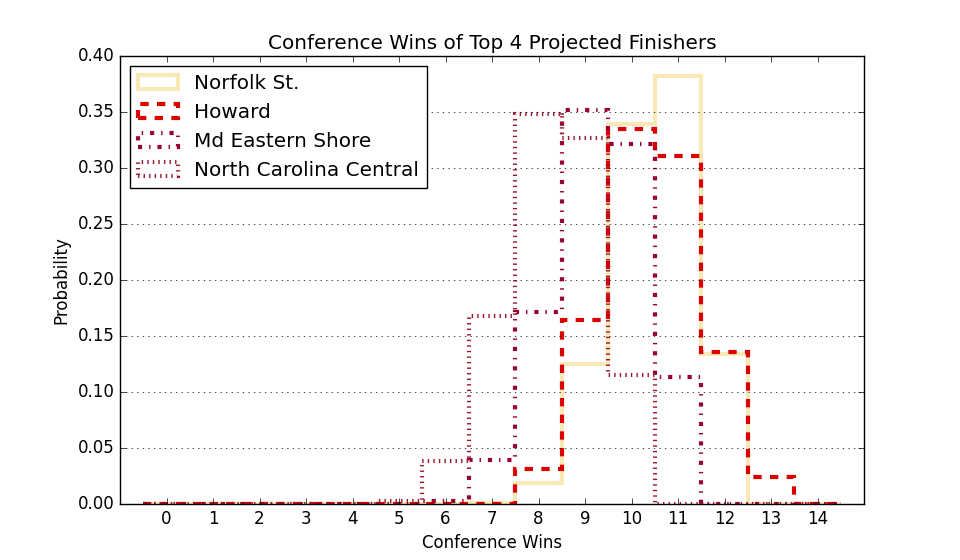 Conference Wins of Top 4 Projected Finishers
Norfolk St.
Howard
Md Eastern Shore
North Carolina Central
0.40
0.35
0.30
0.25
0.20
0.15
0.10
0.05
0.00
Probability
0 1 2 3 4 5 6 7 8 9 10 11 12 13 14
Conference Wins